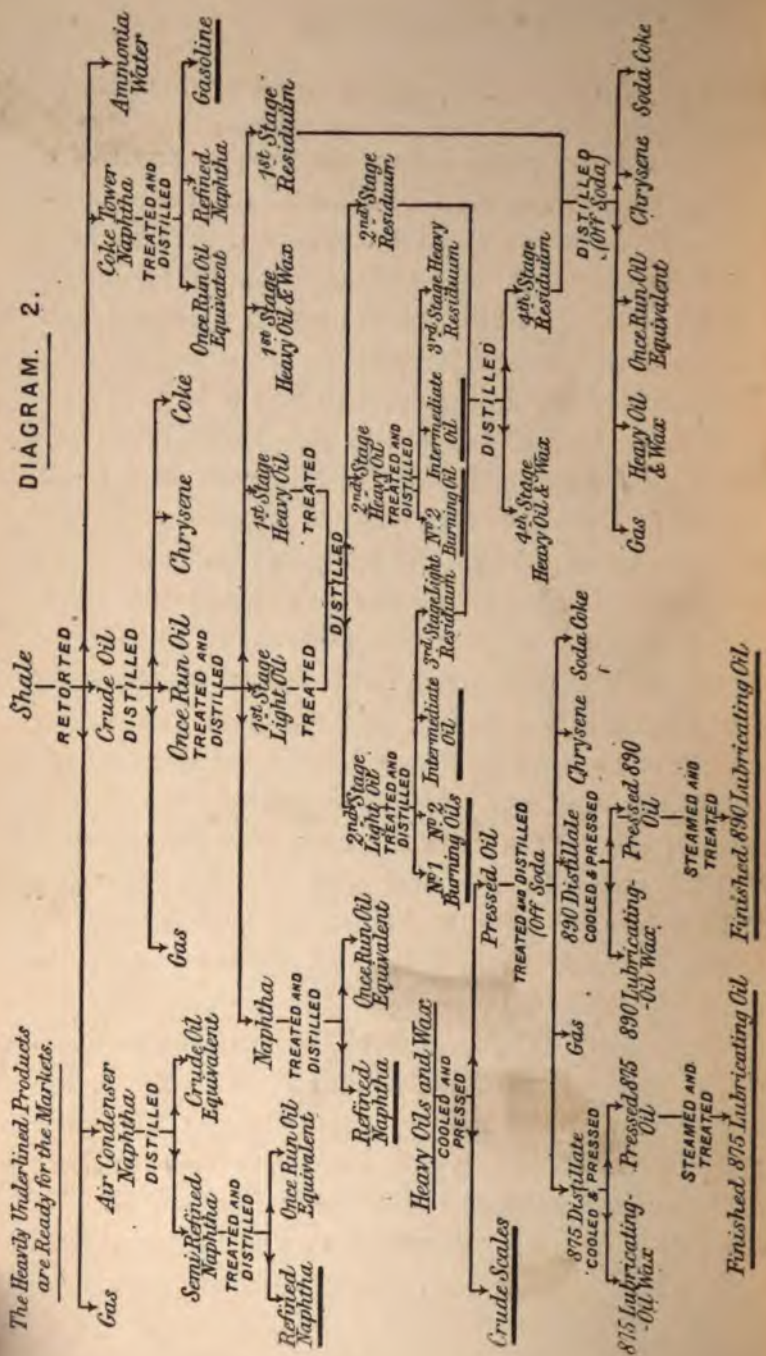 DIAGRAM. 2.
The Heavily Underlined Products
are Ready for the Markets.
Shale
RETORTED
Gas
Air Condenser
Naphtha
DISTILLED
Crude Oil
DISTILLED
Coke Tower
Naphtha
TREATED AND
DISTILLED
Ammonia
Water
Semi Refined
Naphtha
TREATED AND
DISTILLED
Crude Oil
Equivalent
Gas
Once Run Oil
TREATED AND
DISTILLED
Chrysene
Coke
Once Run Oil
Equivalent
Refined
Naphtha
Gasoline
Refined
Naphtha
Once Run Oil
Equivalent
Naphtha
TREATED AND
DISTILLED
1st Stage
Light Oil
TREATED
1st Stage
Heavy Oil
TREATED
1st Stage
Heavy Oil & Wax
1st Stage
Residuum
Refined
Naphtha
Once Run Oil
Equivalent
DISTILLED
2nd Stage
Light Oil
TREATED AND
DISTILLED
2nd Stage
Heavy Oil
TREATED AND
DISTILLED
2nd Stage
Residuum
Nº 1 Nº 2
Burning Oils
Intermediate
Oil
3rd Stage Light
Residuum
Nº 2
Burning Oil
Intermediate
Oil
3rd Stage Heavy
Residuum
DISTILLED
4th Stage
Heavy Oil & Wax
4th Stage
Residuum
DISTILLED
(Off Soda)
Gas
Heavy Oil
& Wax
Once Run Oil
Equivalent
Chrysene
Soda Coke
Heavy Oils and Wax
COOLED AND
PRESSED
Crude Scales
Pressed Oil
TREATED AND DISTILLED
(Off Soda
875 Distillate
COOLED & PRESSED
Gas
890 Distillate
COOLED & PRESSED
Chrysene
Soda Coke
875 Lubricating-
-Oil Wax
Pressed 875
Oil
STEAMED AND
TREATED
890 Lubricating-
-Oil Wax
Pressed 890
Oil
STEAMED AND
TREATED
Finished 875 Lubricating Oil
Finished 890 Lubricating Oil